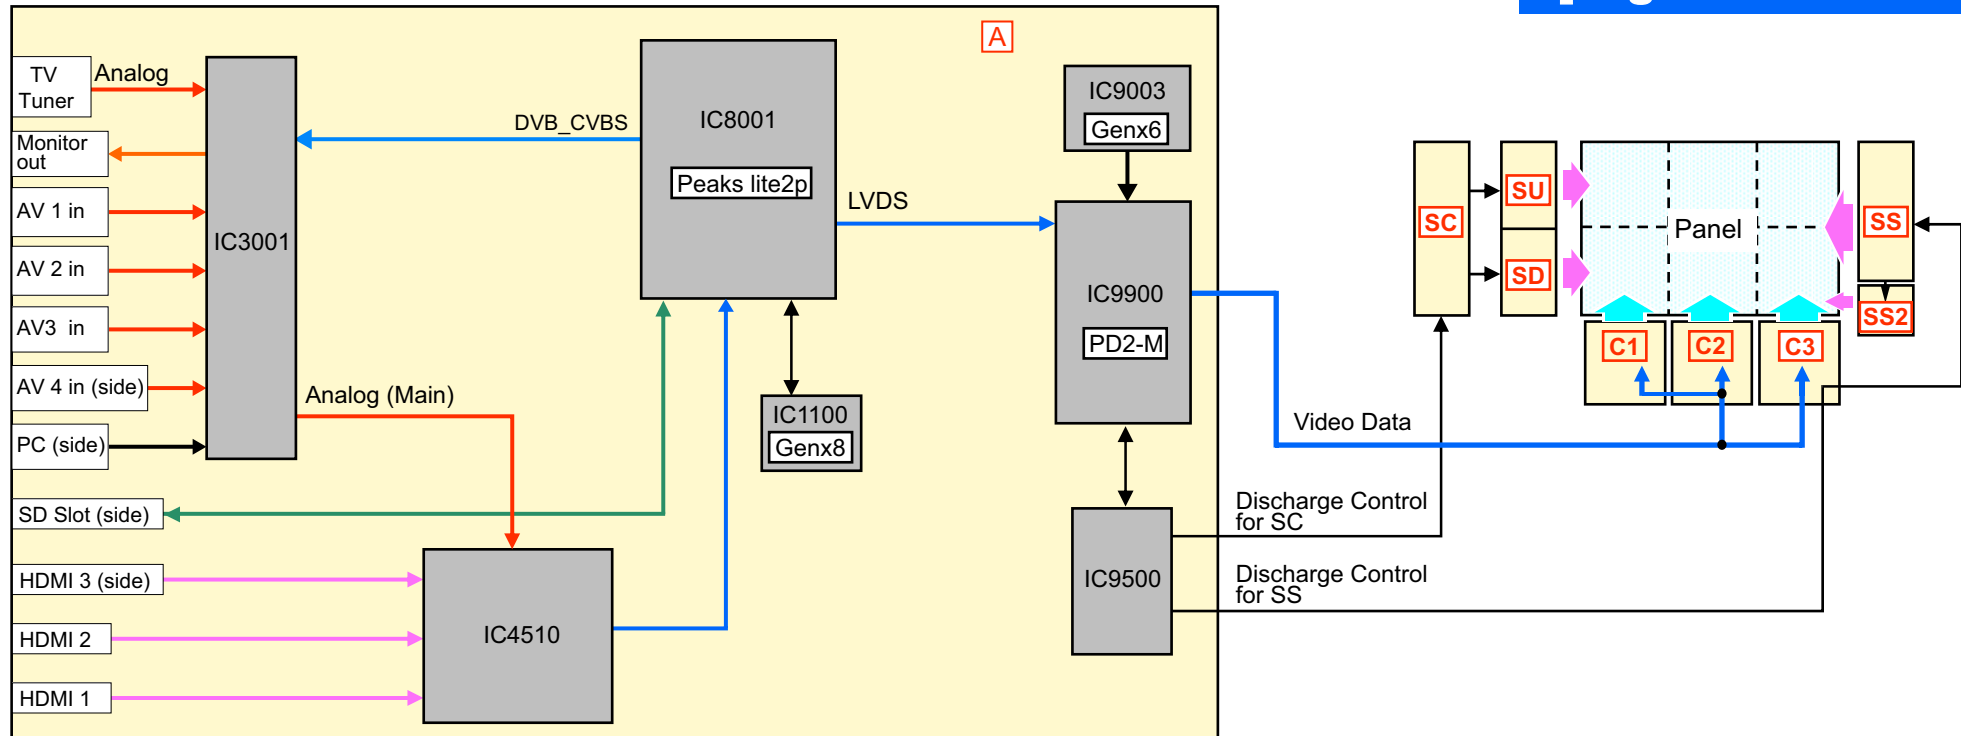 A
TV
Tuner
Analog
Monitor
out
AV 1 in
AV 2 in
AV3 in
AV 4 in (side)
PC (side)
SD Slot (side)
HDMI 3 (side)
HDMI 2
HDMI 1
IC3001
DVB_CVBS
Analog (Main)
IC4510
IC8001
Peaks lite2p
LVDS
IC1100
Genx8
IC9003
Genx6
IC9900
PD2-M
IC9500
Video Data
Discharge Control
for SC
Discharge Control
for SS
SC
SU
SD
Panel
SS
SS2
C1
C2
C3